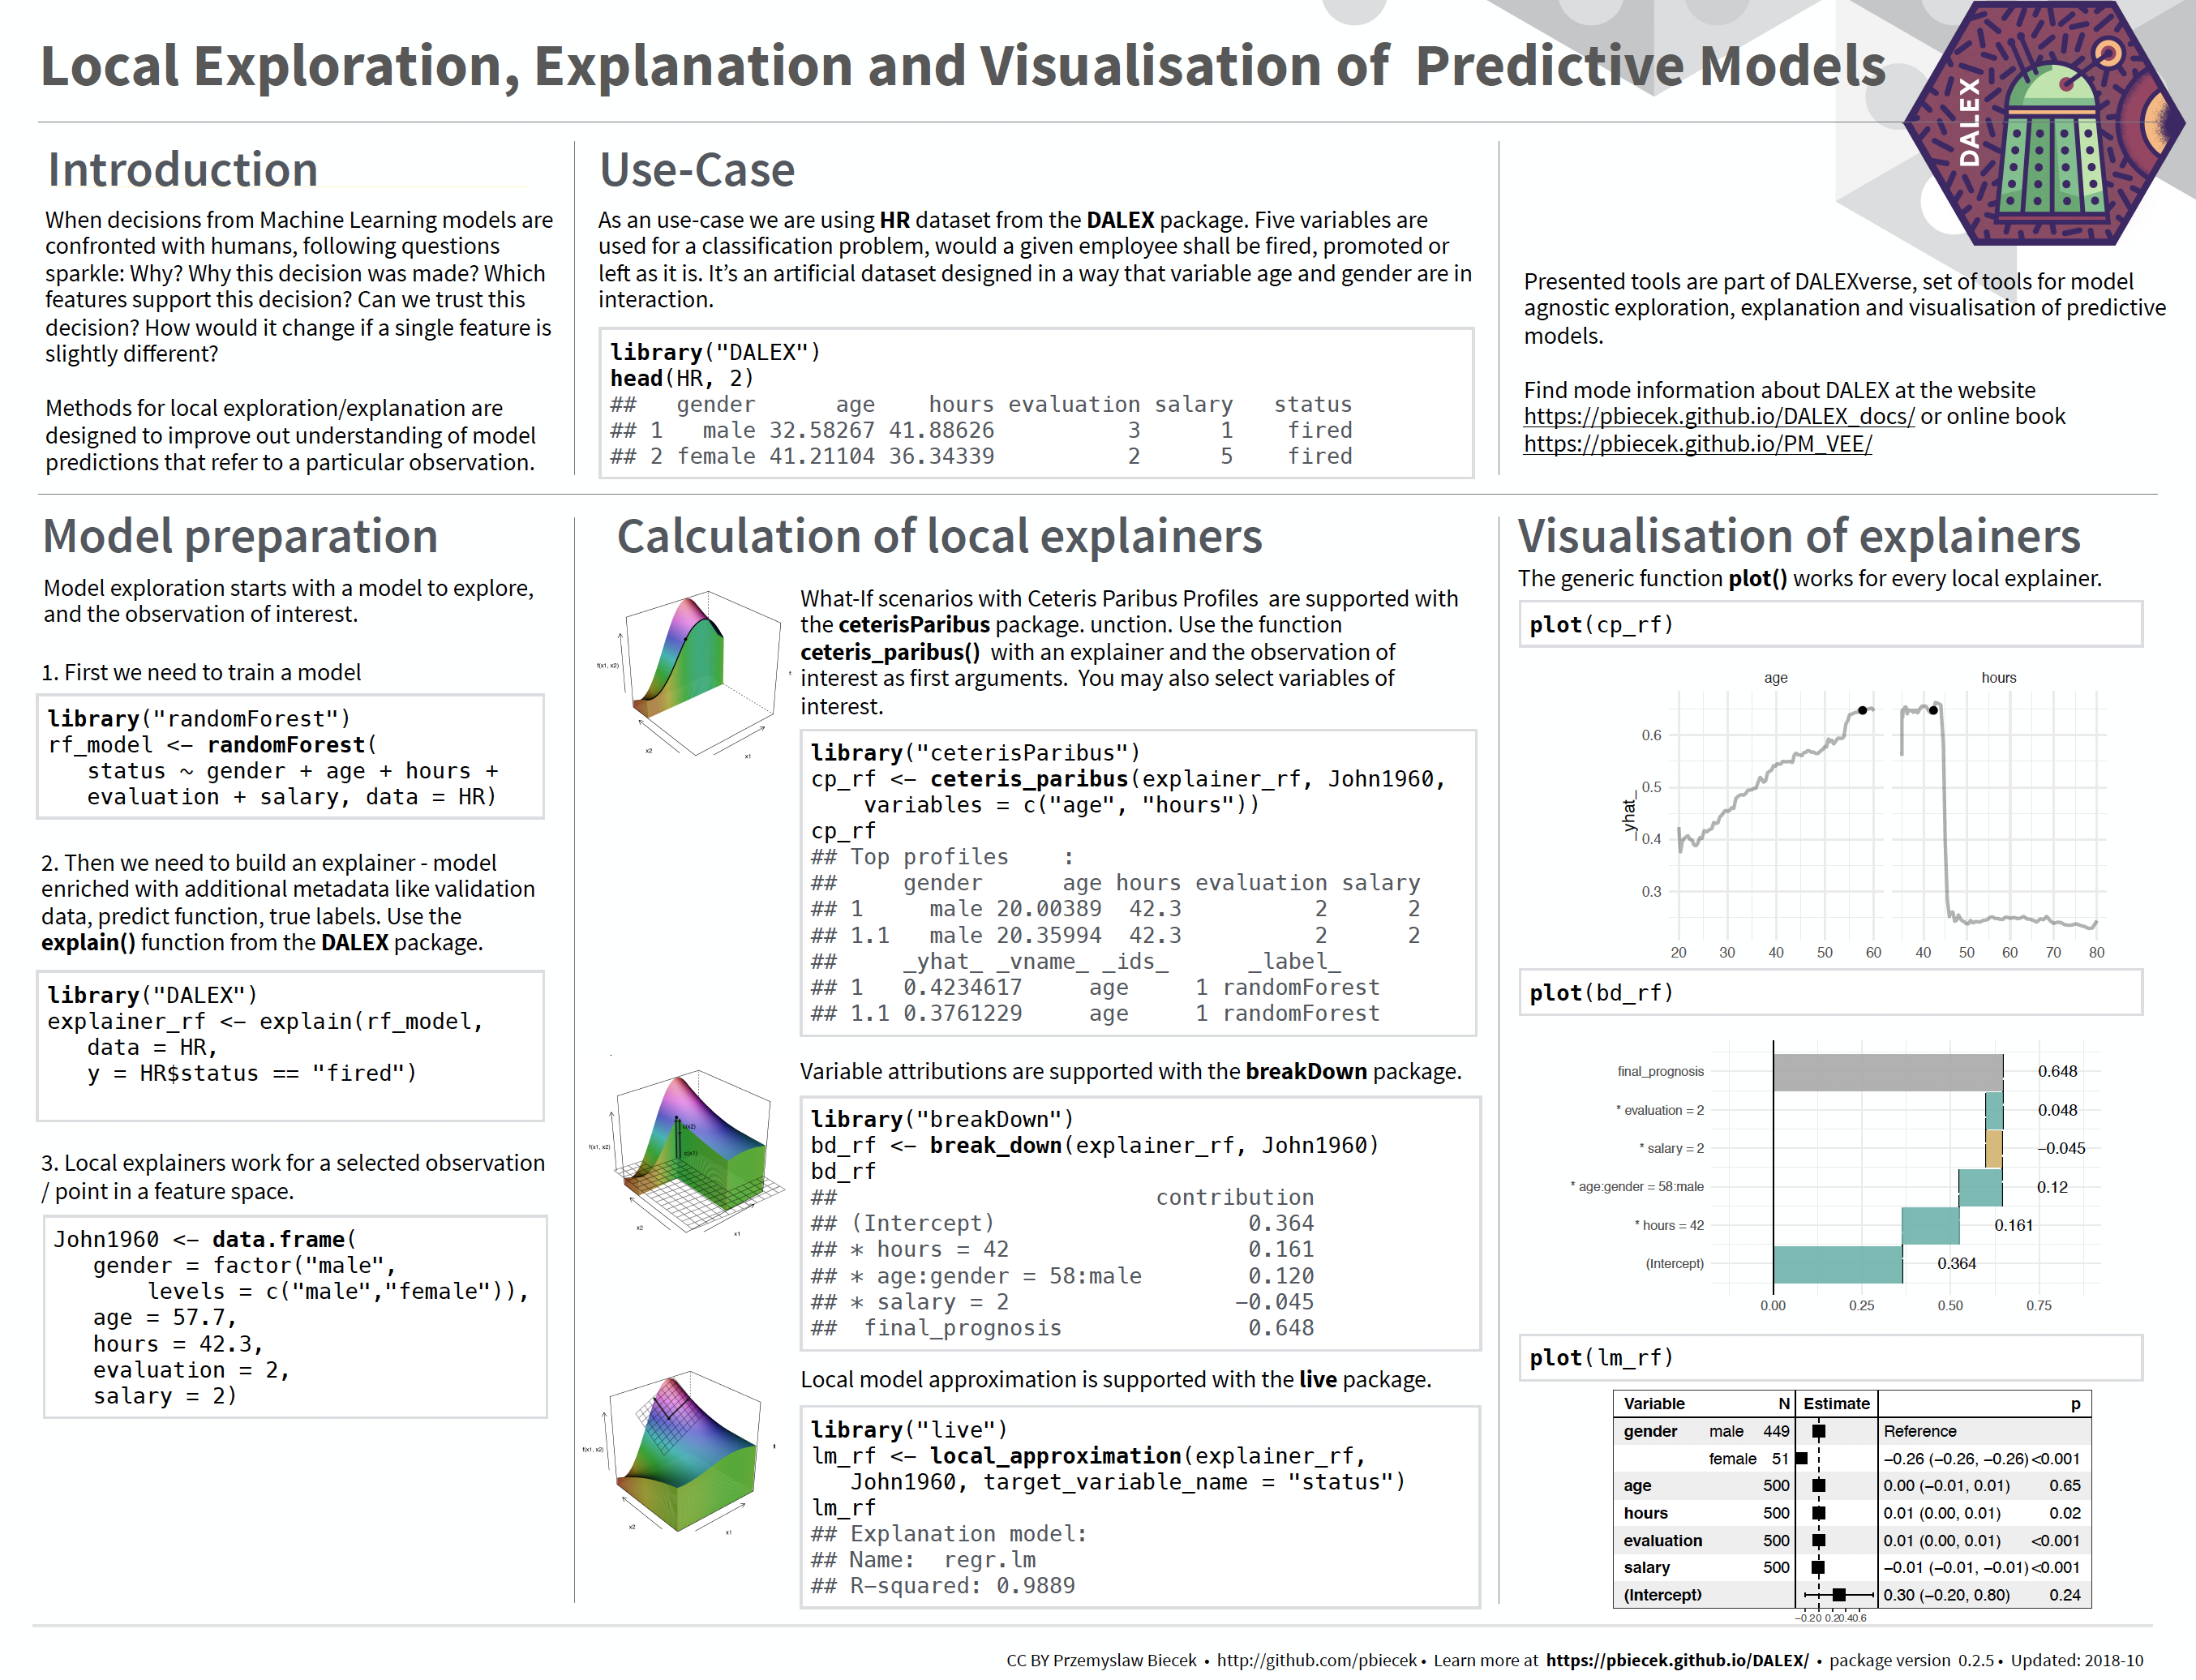 Local Exploration, Explanation and Visualisation of Predictive Models
DALEX
Introduction
When decisions from Machine Learning models are
confronted with humans, following questions
sparkle: Why? Why this decision was made? Which
features support this decision? Can we trust this
decision? How would it change if a single feature is
slightly different?
Methods for local exploration/explanation are
designed to improve out understanding of model
predictions that refer to a particular observation.
Use-Case
As an use-case we are using HR dataset from the DALEX package. Five variables are
used for a classification problem, would a given employee shall be fired, promoted or
left as it is. It's an artificial dataset designed in a way that variable age and gender are in
interaction.
library("DALEX")
head(HR, 2)
##   gender      age    hours evaluation salary   status
## 1   male 32.58267 41.88626          3      1    fired
## 2 female 41.21104 36.34339          2      5    fired
Presented tools are part of DALEXverse, set of tools for model
agnostic exploration, explanation and visualisation of predictive
models.
Find mode information about DALEX at the website
https://pbiecek.github.io/DALEX_docs/ or online book
https://pbiecek.github.io/PM_VEE/
Model preparation
Model exploration starts with a model to explore,
and the observation of interest.
1. First we need to train a model
library("randomForest")
rf_model <- randomForest(
status ~ gender + age + hours +
evaluation + salary, data = HR)
2. Then we need to build an explainer - model
enriched with additional metadata like validation
data, predict function, true labels. Use the
explain() function from the DALEX package.
library("DALEX")
explainer_rf <- explain(rf_model,
data = HR,
y = HR$status == "fired")
3. Local explainers work for a selected observation
/ point in a feature space.
John1960 <- data.frame(
gender = factor("male",
levels = c("male","female")),
age = 57.7,
hours = 42.3,
evaluation = 2,
salary = 2)
Calculation of local explainers
f(x1, x2)
x2
x1
What-If scenarios with Ceteris Paribus Profiles are supported with
the ceterisParibus package. unction. Use the function
ceteris_paribus() with an explainer and the observation of
interest as first arguments. You may also select variables of
interest.
library("ceterisParibus")
cp_rf <- ceteris_paribus(explainer_rf, John1960,
variables = c("age", "hours"))
cp_rf
## Top profiles    :
##     gender      age hours evaluation salary
## 1     male 20.00389  42.3          2      2
## 1.1   male 20.35994  42.3          2      2
##     _yhat_ _vname_ _ids_      _label_
## 1   0.4234617     age     1 randomForest
## 1.1 0.3761229     age     1 randomForest
f(x1, x2)
c(x2)
c(x1)
x2
x1
Variable attributions are supported with the breakDown package.
library("breakDown")
bd_rf <- break_down(explainer_rf, John1960)
bd_rf
##                        contribution
## (Intercept)                   0.364
## * hours = 42                  0.161
## * age:gender = 58:male        0.120
## * salary = 2                 -0.045
##  final_prognosis              0.648
f(x1, x2)
x2
x1
Local model approximation is supported with the live package.
library("live")
lm_rf <- local_approximation(explainer_rf,
John1960, target_variable_name = "status")
lm_rf
## Explanation model:
## Name:  regr.lm
## R-squared: 0.9889
Visualisation of explainers
The generic function plot() works for every local explainer.
plot(cp_rf)
age hours
_yhat_
0.6
0.5
0.4
0.3
20 30 40 50 60 40 50 60 70 80
plot(bd_rf)
final_prognosis 0.648
* evaluation = 2 0.048
* salary = 2 −0.045
* age:gender = 58:male 0.12
* hours = 42 0.161
(Intercept) 0.364
0.00 0.25 0.50 0.75
plot(lm_rf)
Variable N Estimate p
gender male 449 Reference
female 51 −0.26 (−0.26, −0.26) <0.001
age 500 0.00 (−0.01, 0.01) 0.65
hours 500 0.01 (0.00, 0.01) 0.02
evaluation 500 0.01 (0.00, 0.01) <0.001
salary 500 −0.01 (−0.01, −0.01) <0.001
(Intercept) 0.30 (−0.20, 0.80) 0.24
−0.20 0.20.40.6
CC BY Przemyslaw Biecek • http://github.com/pbiecek • Learn more at https://pbiecek.github.io/DALEX/ • package version 0.2.5 • Updated: 2018-10